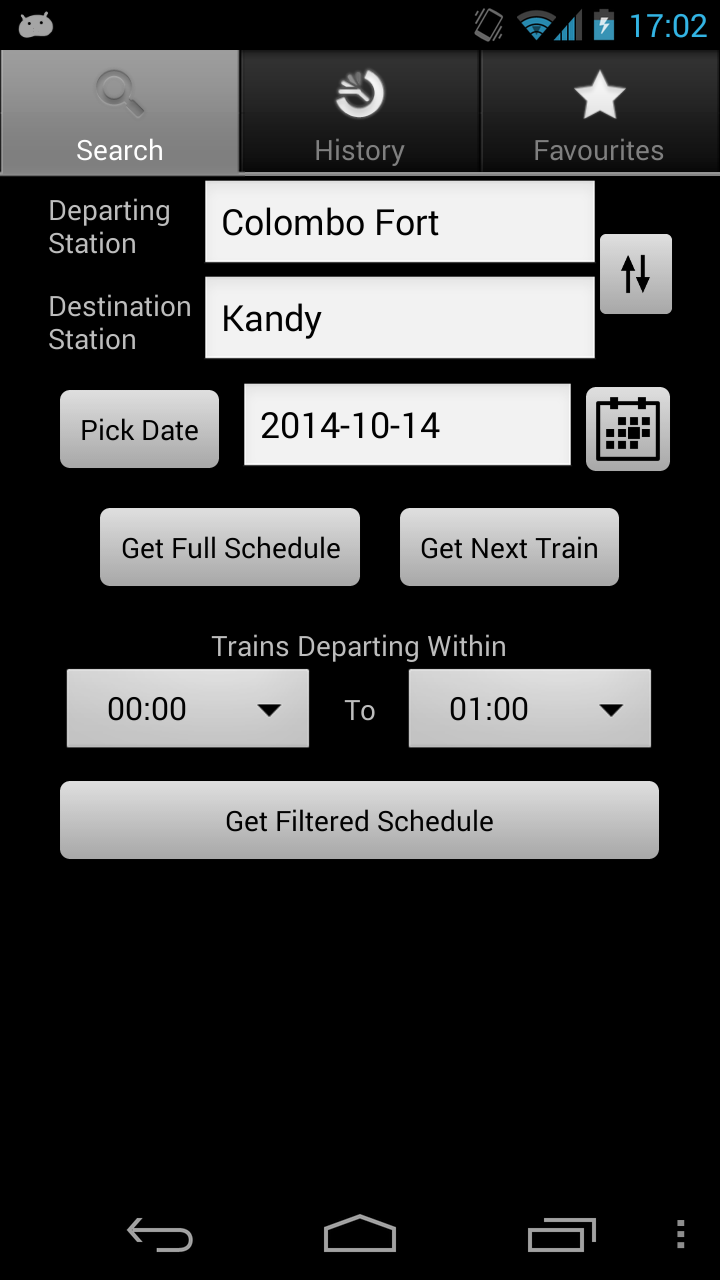 17:02
Search
History
Favourites
Departing
Station
Colombo Fort
Destination
Station
Kandy
Pick Date
2014-10-14
Get Full Schedule
Get Next Train
Trains Departing Within
00:00
To
01:00
Get Filtered Schedule